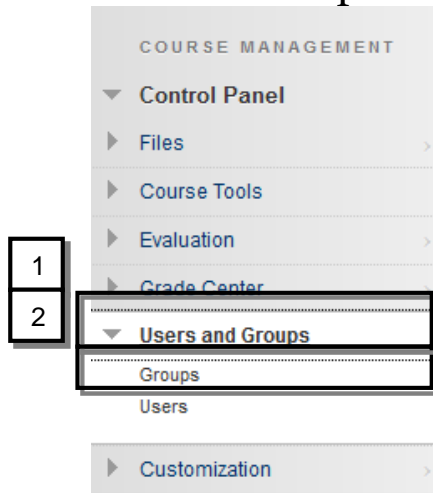 COURSE MANAGEMENT
Control Panel
Files
Course Tools
Evaluation
1
Grade Center
2
Users and Groups
Groups
Users
Customization